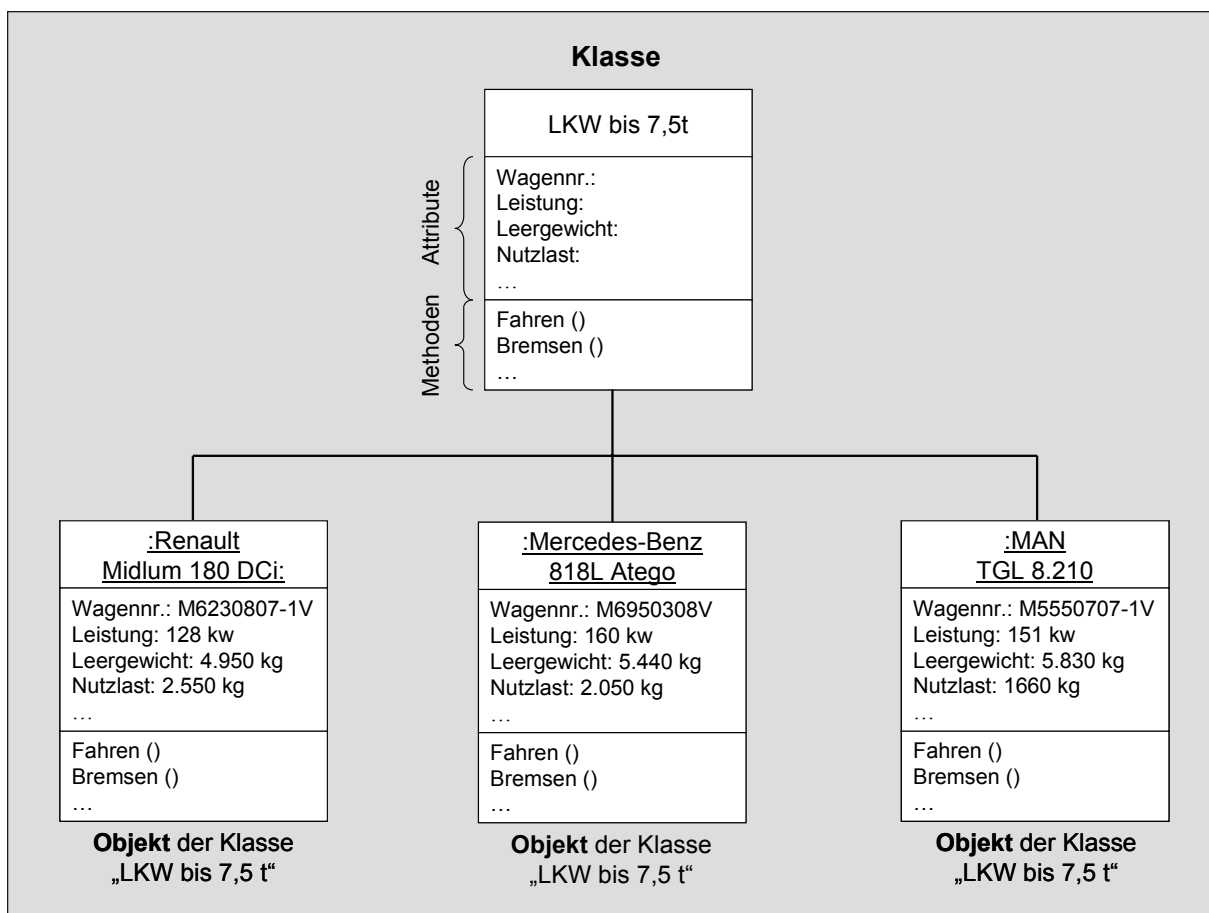 Klasse
LKW bis 7,5t
Attribute
Wagennr.:
Leistung:
Leergewicht:
Nutzlast:
…
Methoden
Fahren ()
Bremsen ()
…
:Renault
Midlum 180 DCi:
Wagennr.: M6230807-1V
Leistung: 128 kw
Leergewicht: 4.950 kg
Nutzlast: 2.550 kg
…
Fahren ()
Bremsen ()
…
Objekt der Klasse
„LKW bis 7,5 t“
:Mercedes-Benz
818L Atego
Wagennr.: M6950308V
Leistung: 160 kw
Leergewicht: 5.440 kg
Nutzlast: 2.050 kg
…
Fahren ()
Bremsen ()
…
Objekt der Klasse
„LKW bis 7,5 t“
:MAN
TGL 8.210
Wagennr.: M5550707-1V
Leistung: 151 kw
Leergewicht: 5.830 kg
Nutzlast: 1660 kg
…
Fahren ()
Bremsen ()
…
Objekt der Klasse
„LKW bis 7,5 t“